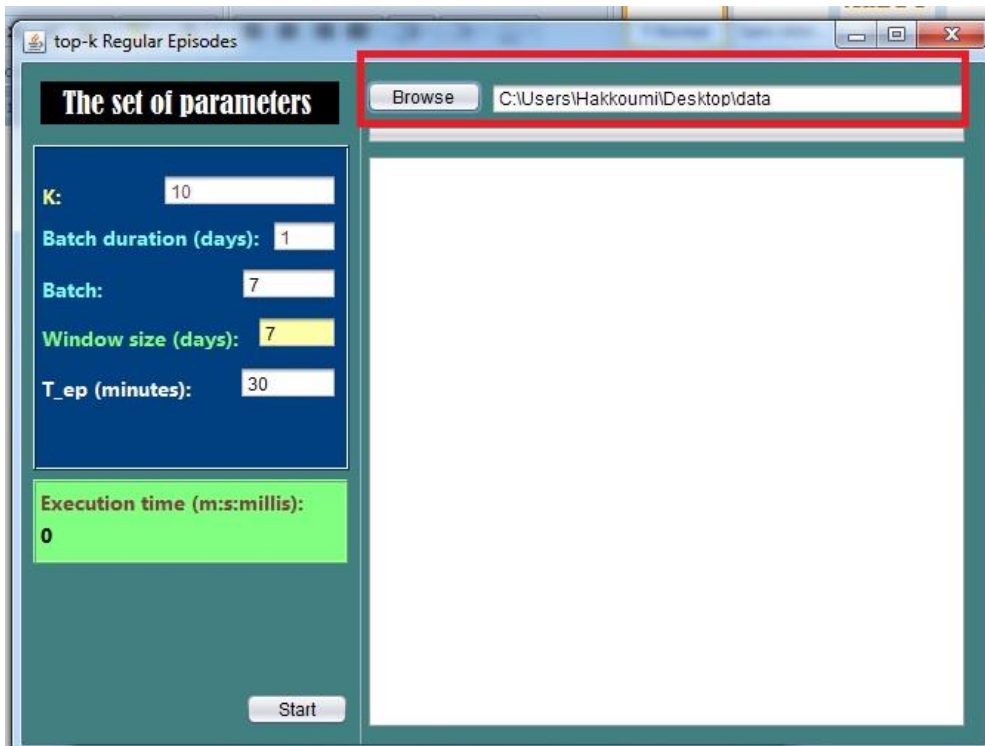 top-k Regular Episodes
The set of parameters
Browse
C:\Users\Hakkoumi\Desktop\data
K:
10
Batch duration (days):
1
Batch:
7
Window size (days):
7
T_ep (minutes):
30
Execution time (m:s:millis):
0
Start